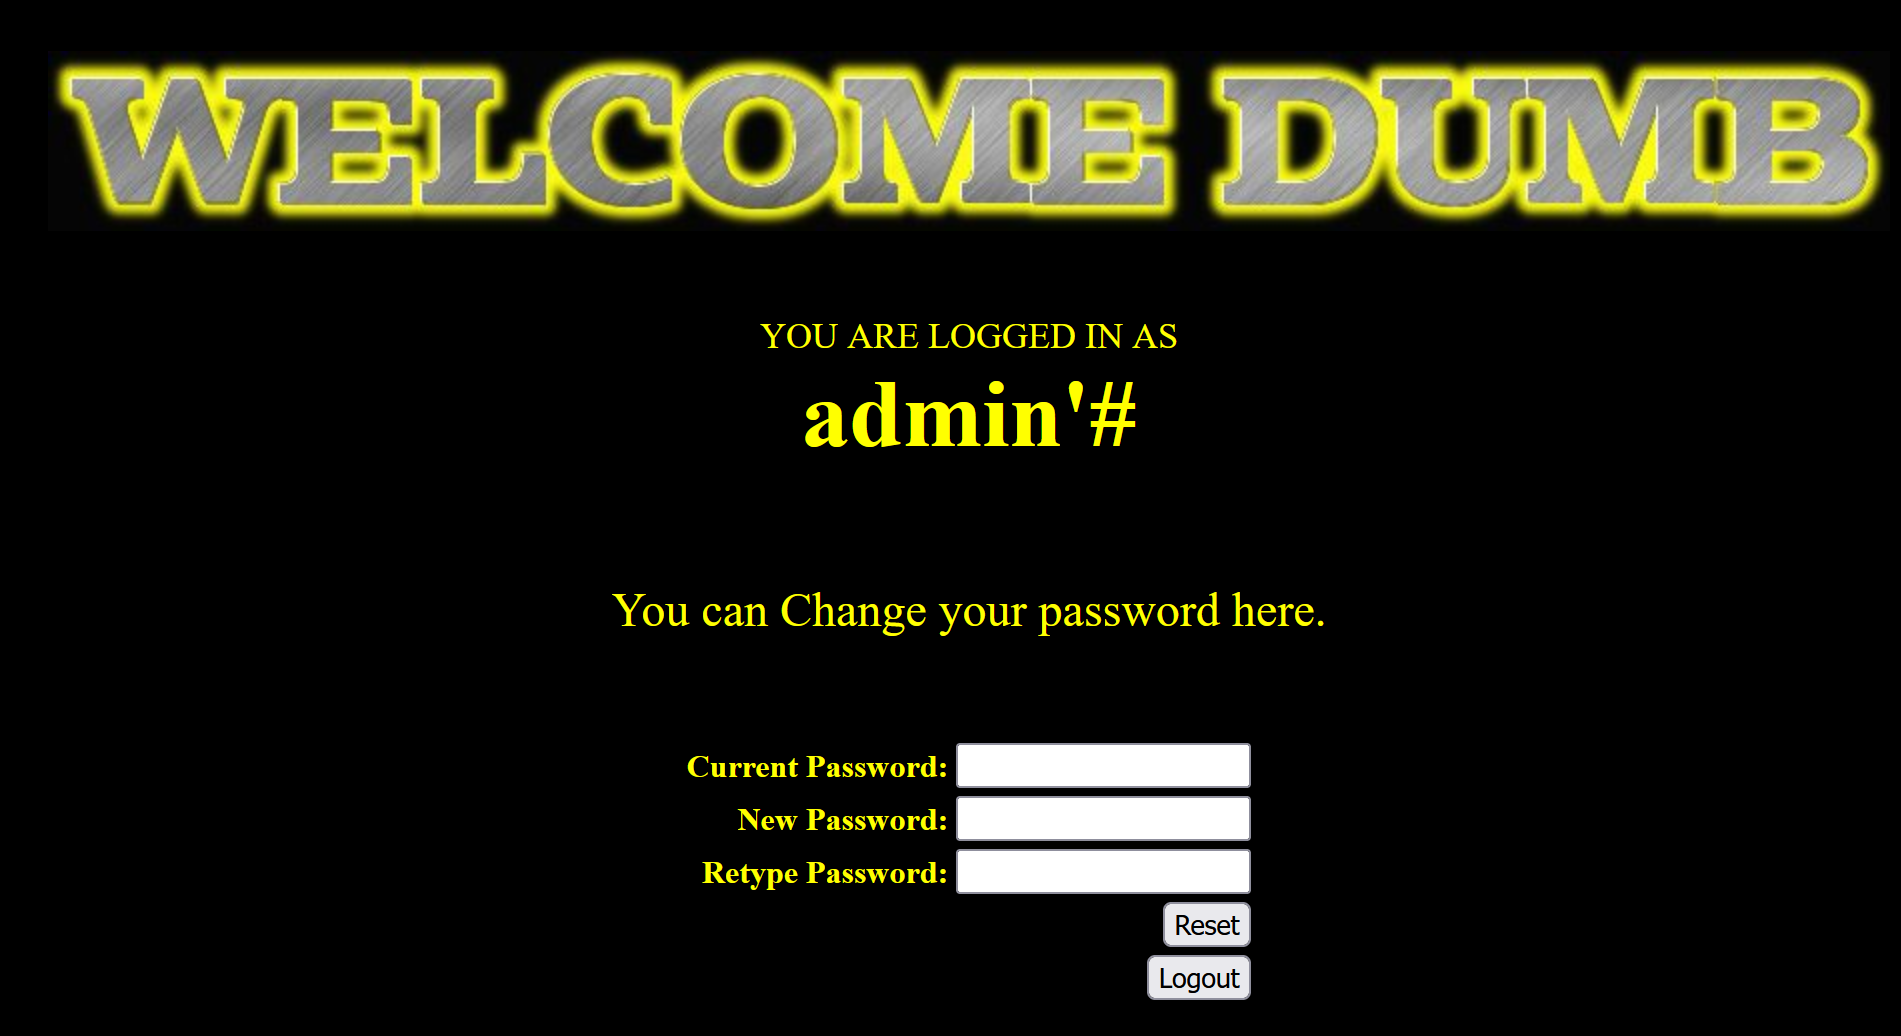 WELCOME DUMB
YOU ARE LOGGED IN AS
admin'#
You can Change your password here.
Current Password:
New Password:
Retype Password:
Reset
Logout